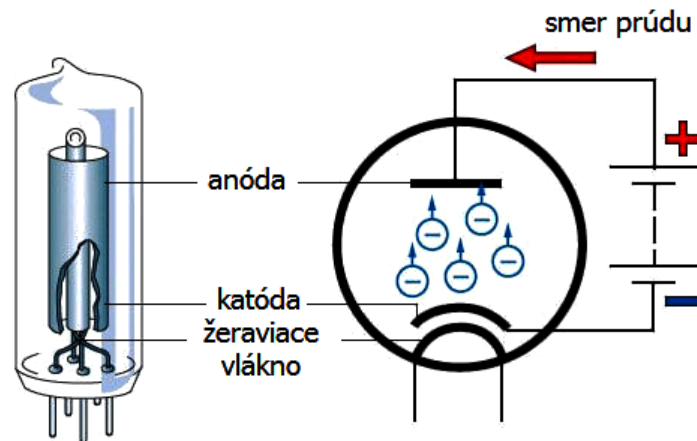 smer prúdu
+
anóda
katóda
žeraviace
vlákno